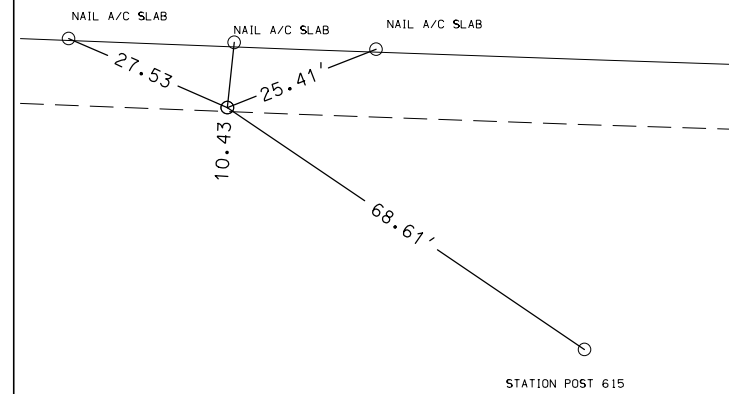 NAIL A/C SLAB
NAIL A/C SLAB
NAIL A/C SLAB
27.53
25.41'
10.43
68.61'
STATION POST 615